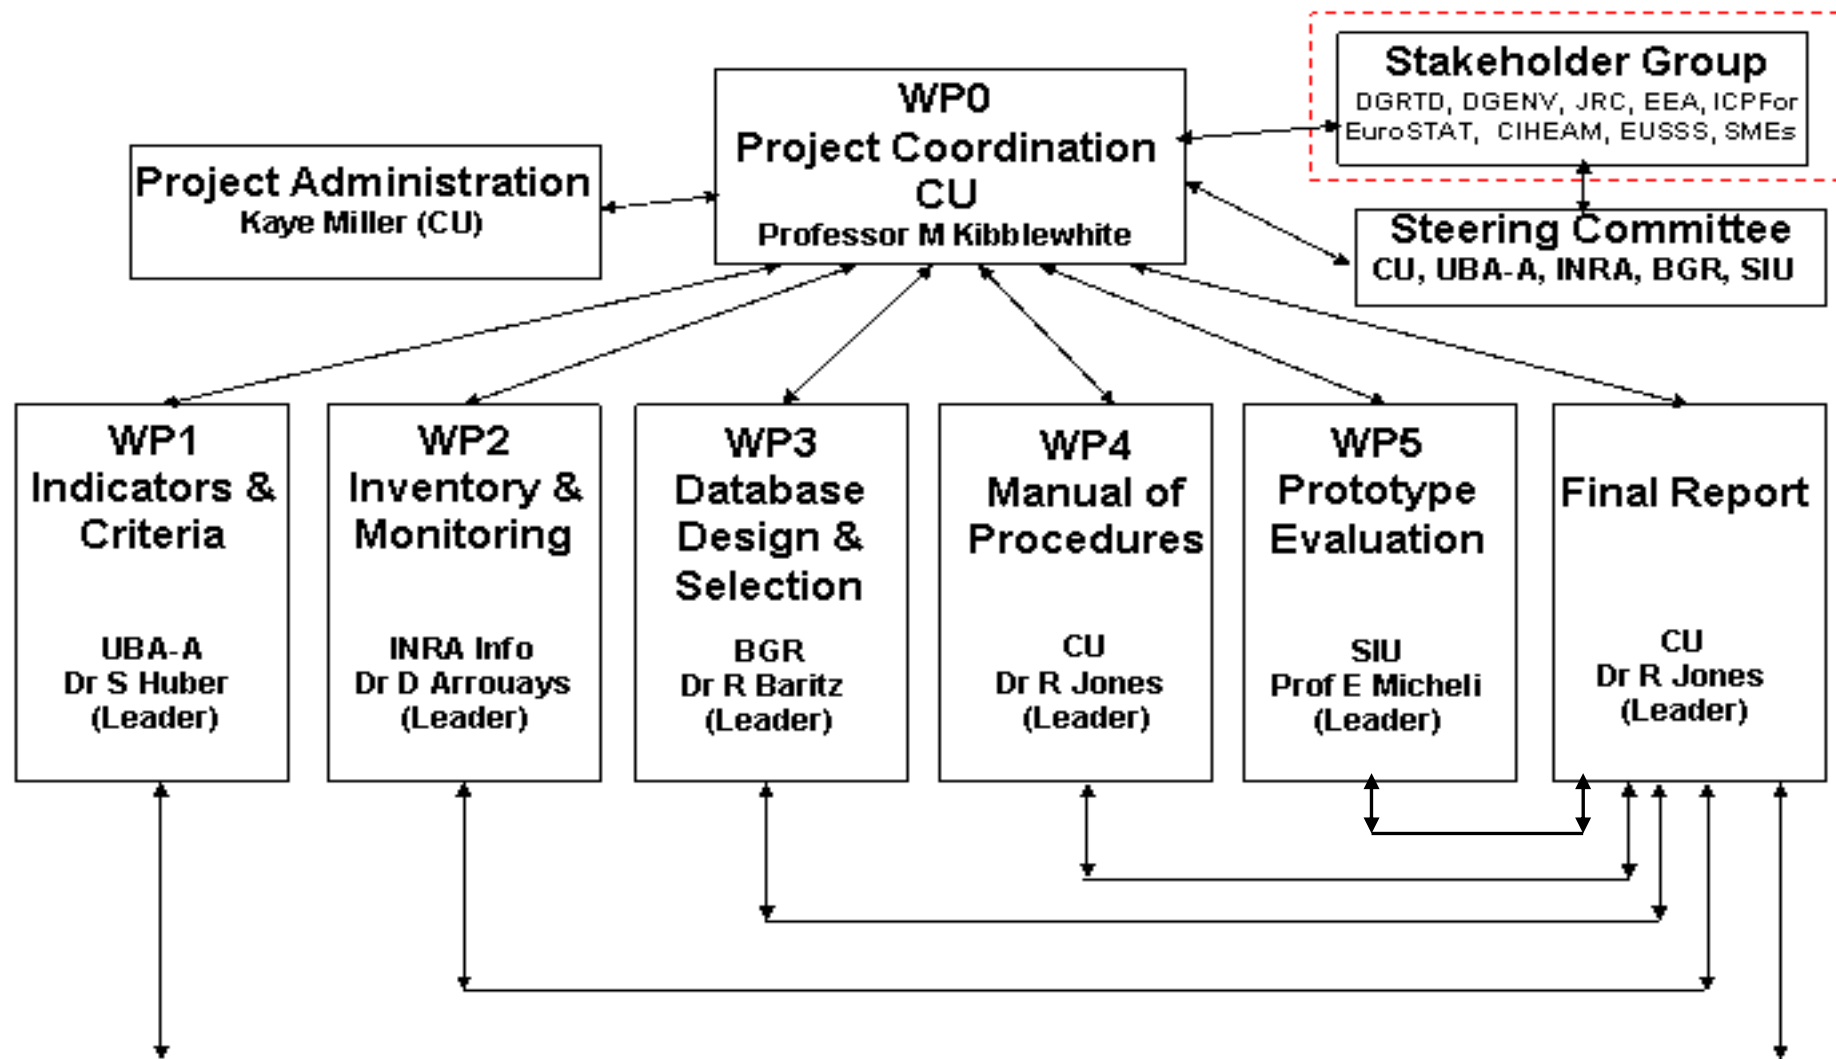 Stakeholder Group
DGRTD, DGENV, JRC, EEA, ICPFor
EuroSTAT, CIHEAM, EUSSS, SMEs
WP0
Project Coordination
CU
Professor M Kibblewhite
Project Administration
Kaye Miller (CU)
Steering Committee
CU, UBA-A, INRA, BGR, SIU
WP1
Indicators &
Criteria
UBA-A
Dr S Huber
(Leader)
WP2
Inventory &
Monitoring
INRA Info
Dr D Arrouays
(Leader)
WP3
Database
Design &
Selection
BGR
Dr R Baritz
(Leader)
WP4
Manual of
Procedures
CU
Dr R Jones
(Leader)
WP5
Prototype
Evaluation
SIU
Prof E Micheli
(Leader)
Final Report
CU
Dr R Jones
(Leader)